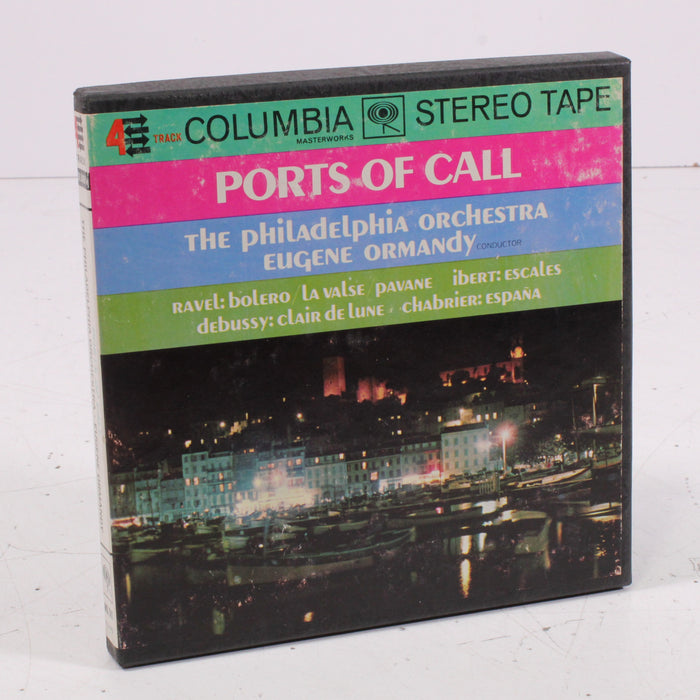 4 TRACK COLUMBIA STEREO TAPE
MASTERWORKS
PORTS OF CALL
THE philadelphia ORCHESTRA
EUGENE ORMANdy CONDUCTOR
RAVEL: bOLERO / LA VALSE / PAVANE ibERT: ESCALES
debussy: CLAIR de LUNE / CHAbRIER: ESPAÑA